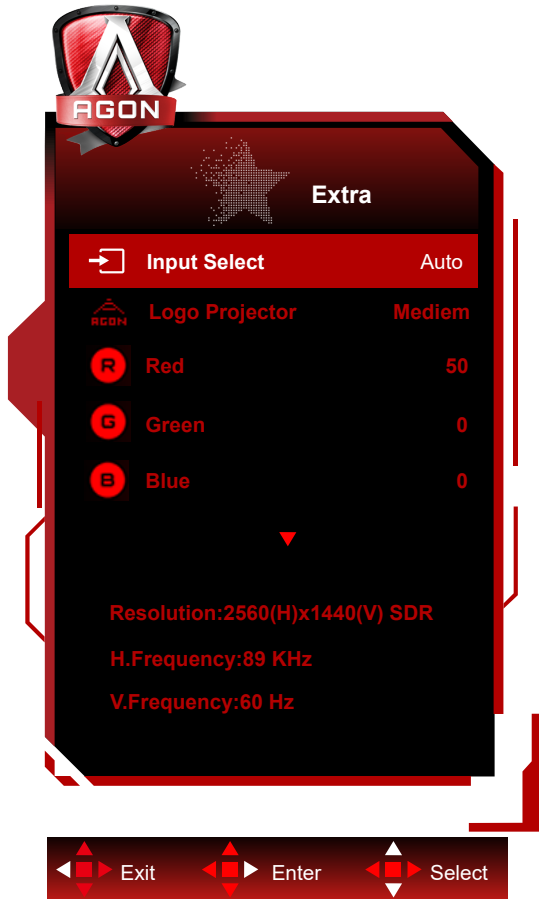 AGON
Extra
Input Select Auto
AGON Logo Projector Mediem
R Red 50
G Green 0
B Blue 0
Resolution:2560(H)x1440(V) SDR
H.Frequency:89 KHz
V.Frequency:60 Hz
Exit Enter Select